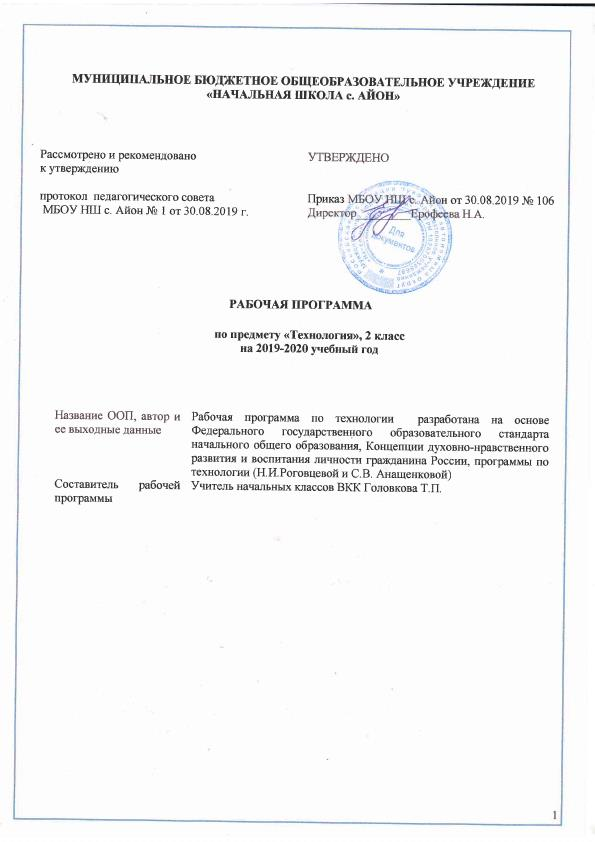 МУНИЦИПАЛЬНОЕ БЮДЖЕТНОЕ ОБЩЕОБРАЗОВАТЕЛЬНОЕ УЧРЕЖДЕНИЕ
«НАЧАЛЬНАЯ ШКОЛА с. АЙОН»
Рассмотрено и рекомендовано
к утверждению
протокол педагогического совета
МБОУ НШ с. Айон № 1 от 30.08.2019 г.
УТВЕРЖДЕНО
Приказ МБОУ НШ с. Айон от 30.08.2019 № 106
Директор_________Ерофеева Н.А.
Для
документов
РАБОЧАЯ ПРОГРАММА
по предмету «Технология», 2 класс
на 2019-2020 учебный год
Название ООП, автор и
ее выходные данные
Рабочая программа по технологии разработана на основе
Федерального государственного образовательного стандарта
начального общего образования, Концепции духовно-нравственного
развития и воспитания личности гражданина России, программы по
технологии (Н.И.Роговцевой и С.В. Анащенковой)
Составитель рабочей
программы
Учитель начальных классов ВКК Головкова Т.П.
1